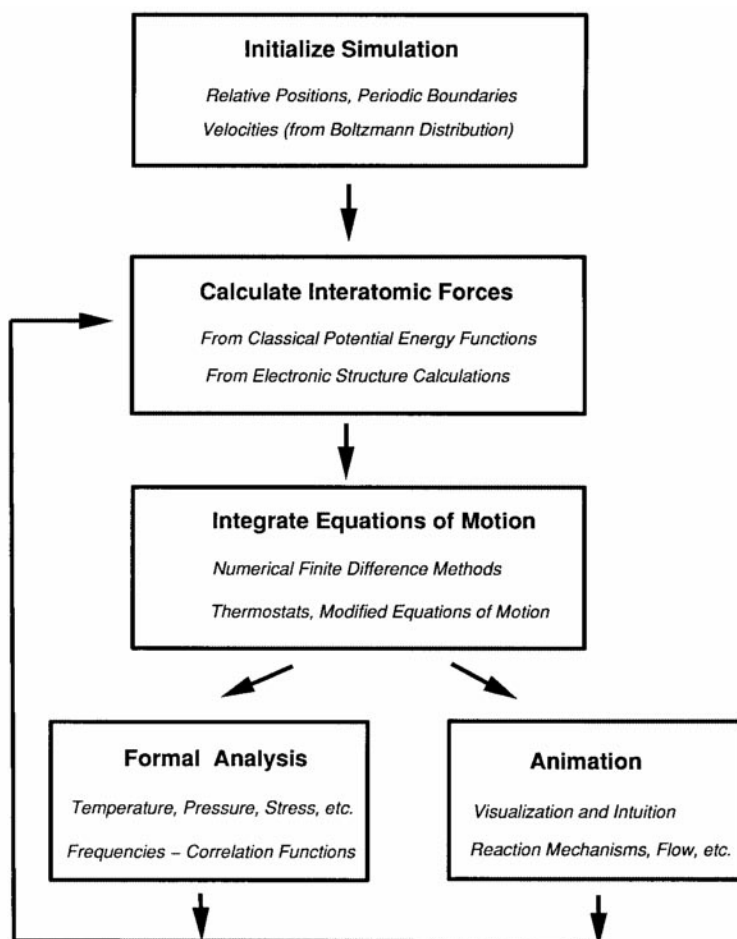 Initialize Simulation
Relative Positions, Periodic Boundaries
Velocities (from Boltzmann Distribution)
Calculate Interatomic Forces
From Classical Potential Energy Functions
From Electronic Structure Calculations
Integrate Equations of Motion
Numerical Finite Difference Methods
Thermostats, Modified Equations of Motion
Formal Analysis
Temperature, Pressure, Stress, etc.
Frequencies – Correlation Functions
Animation
Visualization and Intuition
Reaction Mechanisms, Flow, etc.